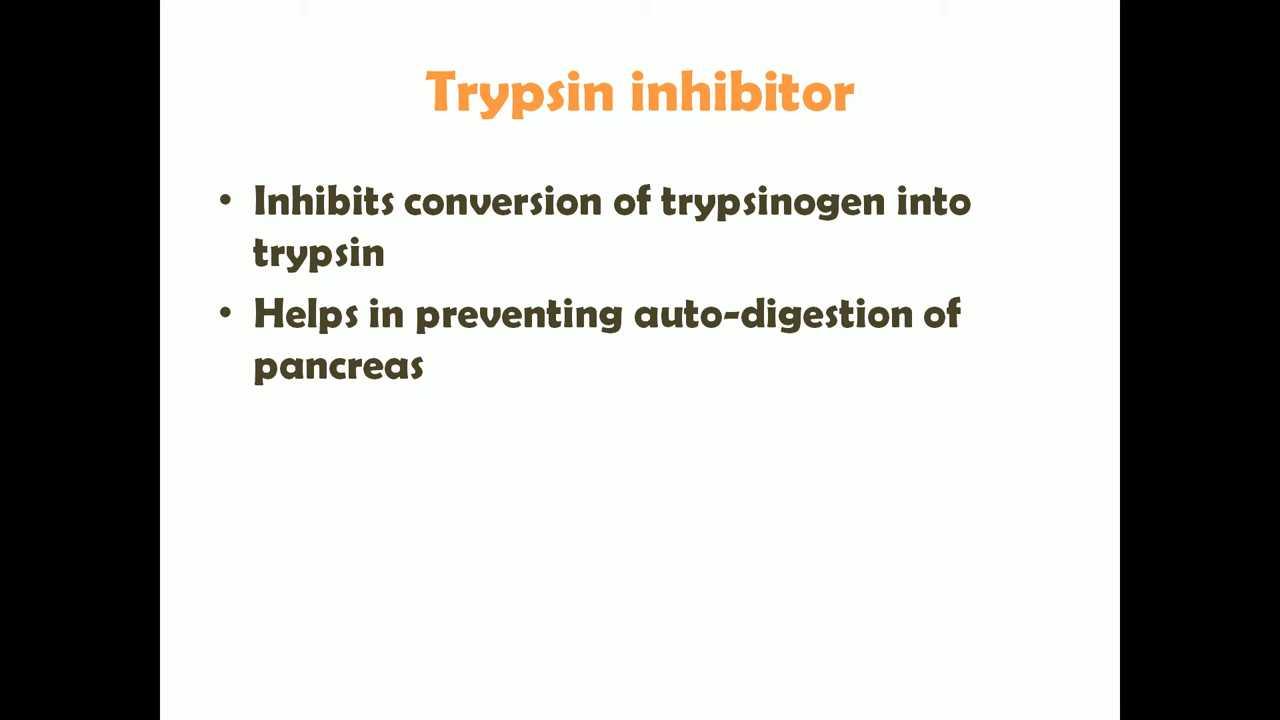 Trypsin inhibitor
• Inhibits conversion of trypsinogen into
trypsin
• Helps in preventing auto-digestion of
pancreas